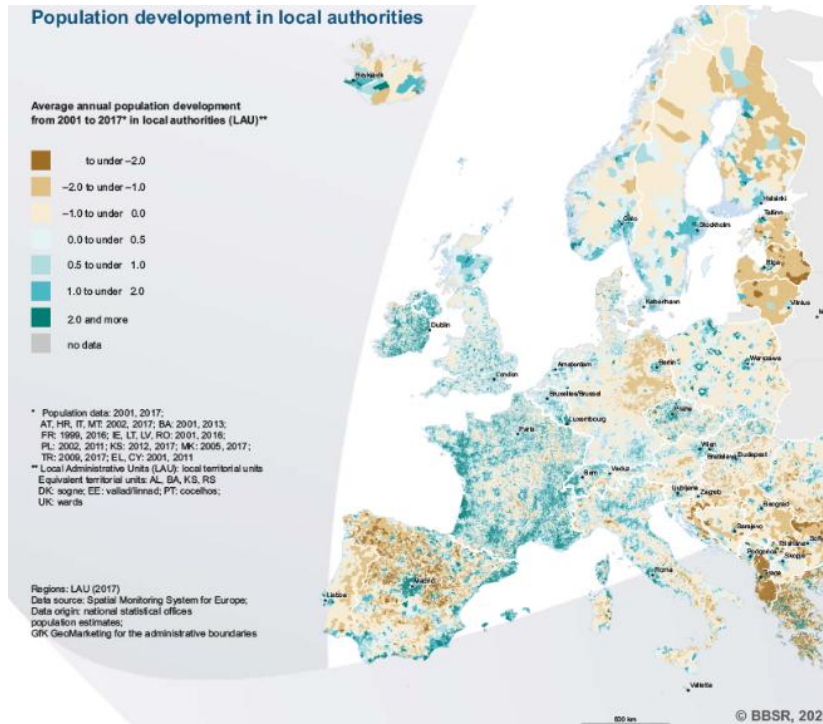 Population development in local authorities
Average annual population development
from 2001 to 2017* in local authorities (LAU)**
to under –2.0
–2.0 to under –1.0
–1.0 to under 0.0
0.0 to under 0.5
0.5 to under 1.0
1.0 to under 2.0
2.0 and more
no data
* Population data: 2001, 2017;
AT, HR, IT, MT: 2002, 2017; BA: 2001, 2013;
FR: 1999, 2016; IE, LT, LV, RO: 2001, 2016;
PL: 2002, 2011; KS: 2012, 2017; MK: 2005, 2017;
TR: 2009, 2017; EL, CY: 2001, 2011
** Local Administrative Units (LAU): local territorial units
Equivalent territorial units: AL, BA, KS, RS
DK: sogne; EE: vallad/linnad; PT: cocelhos;
UK: wards
Regions: LAU (2017)
Data source: Spatial Monitoring System for Europe;
Data origin: national statistical offices
population estimates;
GfK GeoMarketing for the administrative boundaries
Reykjavik
Helsinki
Tallinn
Oslo
Stockholm
Riga
København
Vilnius
Dublin
London
Amsterdam
Berlin
Warszawa
Bruxelles/Brussel
Luxembourg
Praha
Paris
Wien
Bratislava
Budapest
Bern
Vaduz
Ljubljana
Zagreb
Beograd
Sarajevo
Podgorica
Skopje
Roma
Madrid
Lisboa
Valletta
600 km
© BBSR, 202